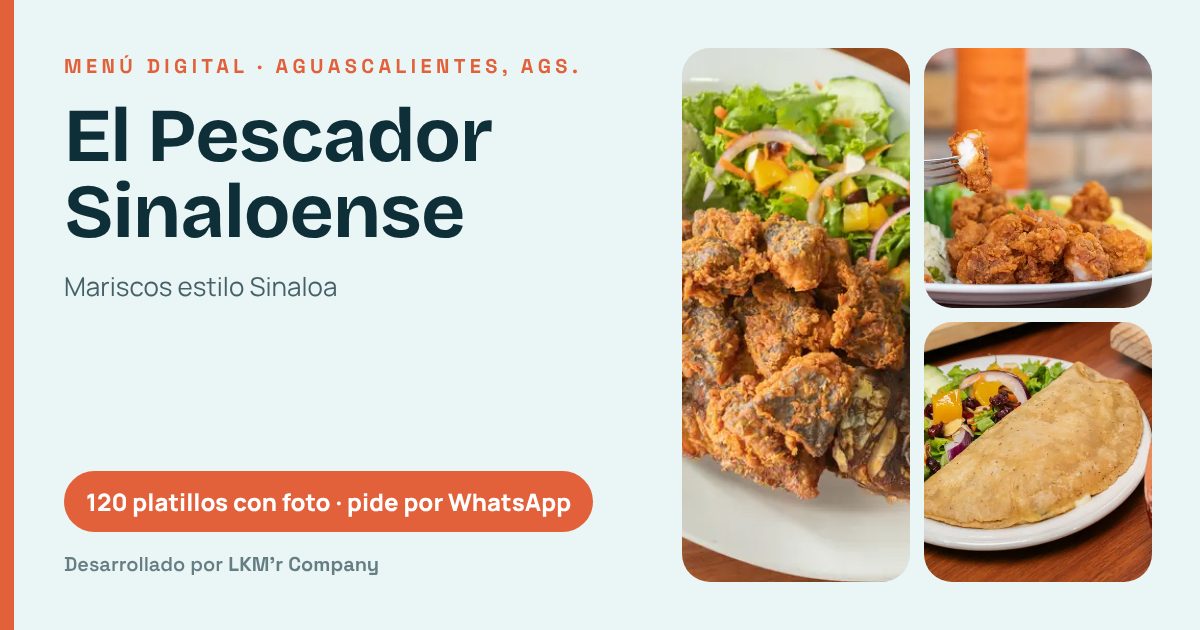 MENÚ DIGITAL · AGUASCALIENTES, AGS.
El Pescador
Sinaloense
Mariscos estilo Sinaloa
120 platillos con foto · pide por WhatsApp
Desarrollado por LKM’r Company